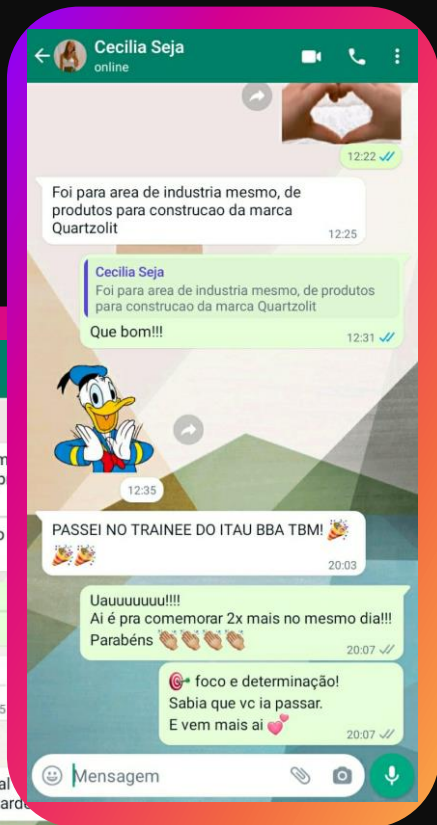 Cecilia Seja
online
12:22
Foi para area de industria mesmo, de
produtos para construcao da marca
Quartzolit
12:25
Cecilia Seja
Foi para area de industria mesmo, de produtos
para construcao da marca Quartzolit
Que bom!!!
12:31
12:35
PASSEI NO TRAINEE DO ITAU BBA TBM! 🎉
🎉🎉
20:03
Uauuuuuuu!!!!
Ai é pra comemorar 2x mais no mesmo dia!!!
Parabéns 👏🏽👏🏽👏🏽👏🏽
20:07
🎯 foco e determinação!
Sabia que vc ia passar.
E vem mais ai 💕
20:07
Mensagem